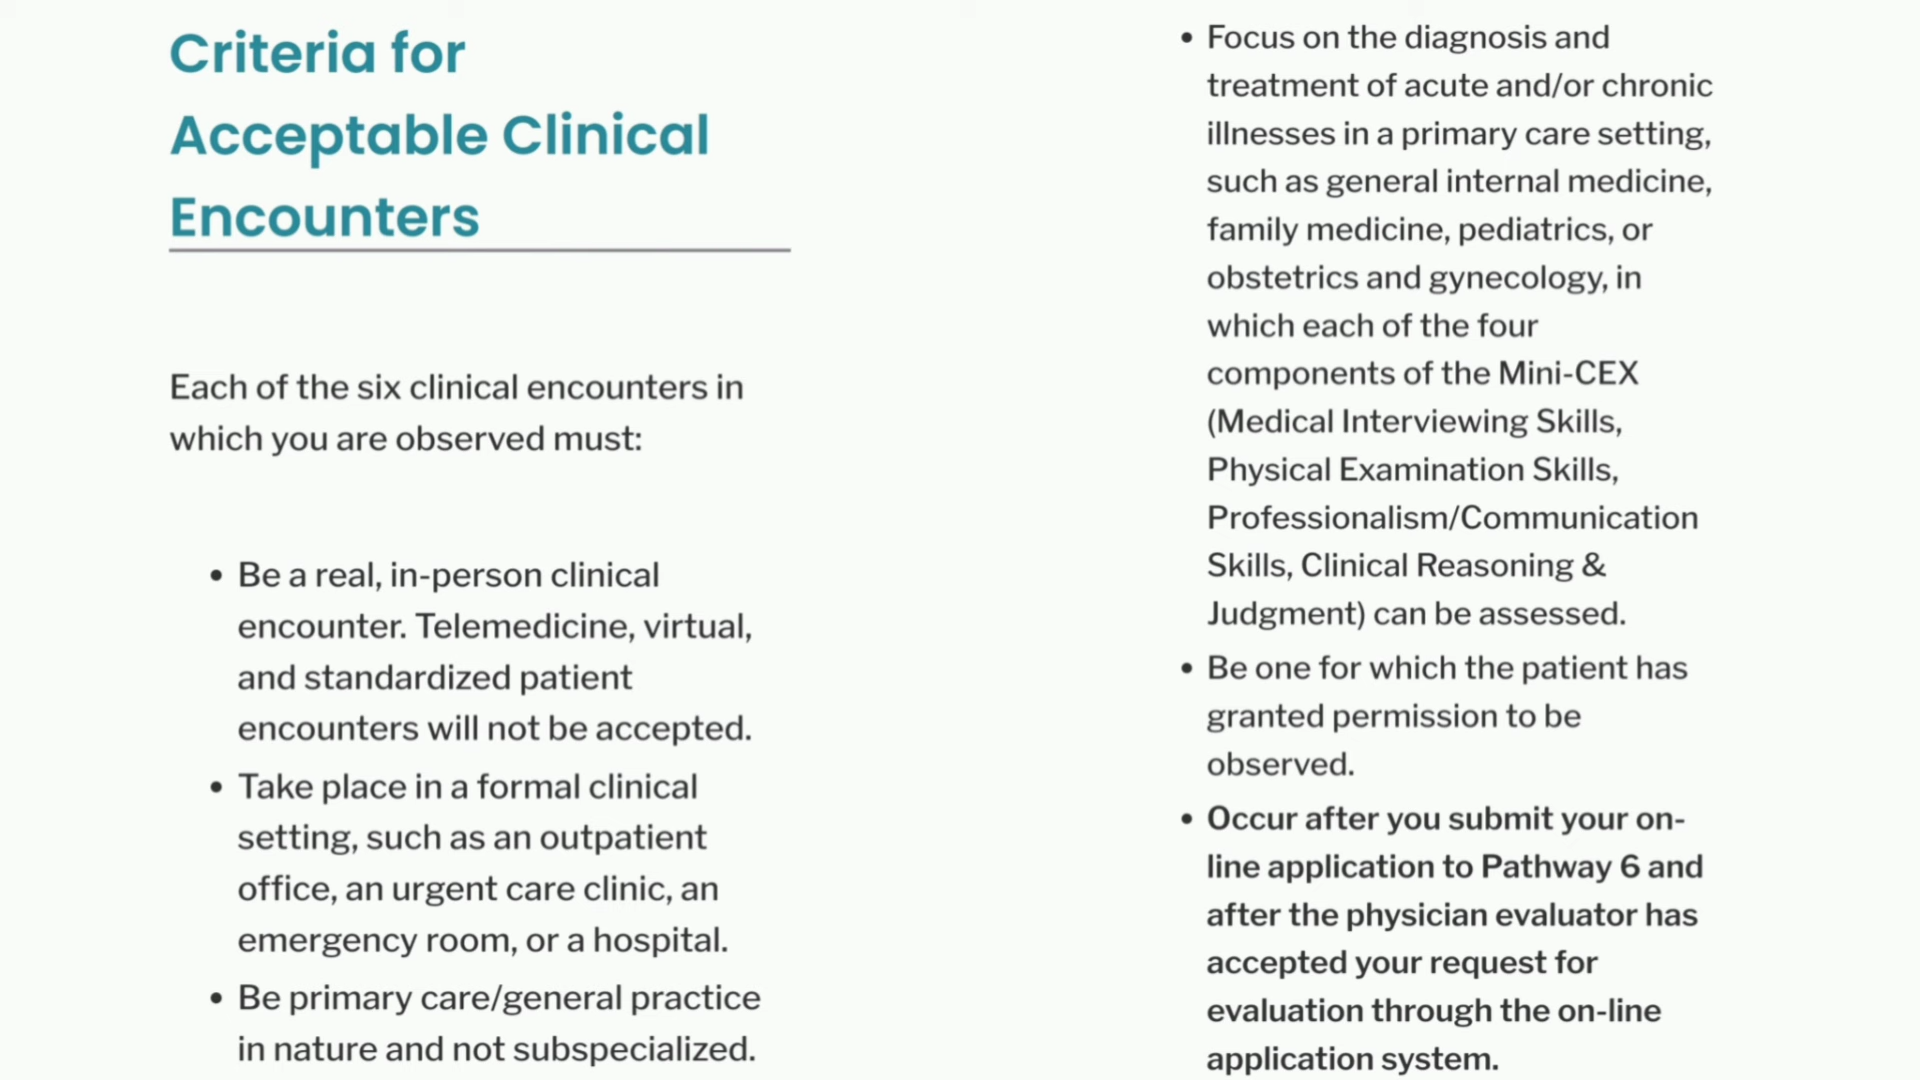 Criteria for
Acceptable Clinical
Encounters
Each of the six clinical encounters in
which you are observed must:
• Be a real, in-person clinical
encounter. Telemedicine, virtual,
and standardized patient
encounters will not be accepted.
• Take place in a formal clinical
setting, such as an outpatient
office, an urgent care clinic, an
emergency room, or a hospital.
• Be primary care/general practice
in nature and not subspecialized.
• Focus on the diagnosis and
treatment of acute and/or chronic
illnesses in a primary care setting,
such as general internal medicine,
family medicine, pediatrics, or
obstetrics and gynecology, in
which each of the four
components of the Mini-CEX
(Medical Interviewing Skills,
Physical Examination Skills,
Professionalism/Communication
Skills, Clinical Reasoning &
Judgment) can be assessed.
• Be one for which the patient has
granted permission to be
observed.
• Occur after you submit your on-
line application to Pathway 6 and
after the physician evaluator has
accepted your request for
evaluation through the on-line
application system.